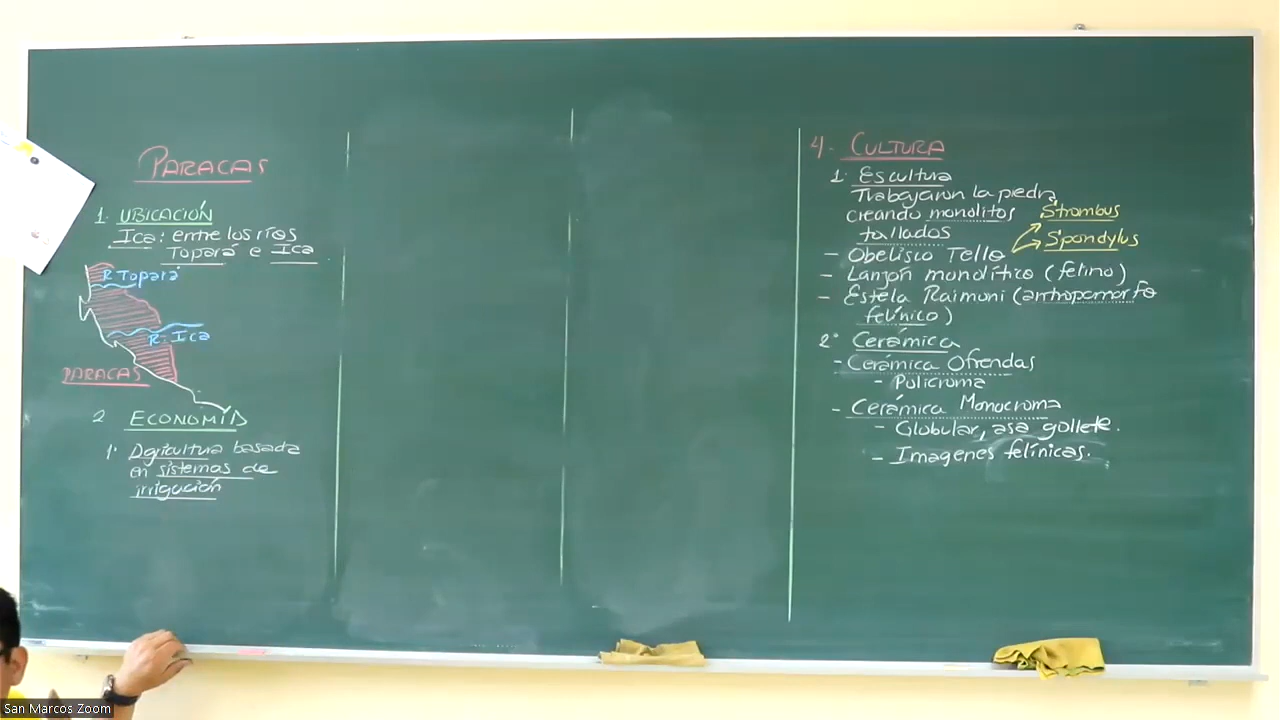 PARACAS
1. UBICACIÓN
Ica: entre los ríos
Topará e Ica
R Topará
R. Ica
PARACAS
2 ECONOMÍA
1° Agricultura basada
en sistemas de
irrigación
4. CULTURA
1. Escultura
Trabajaron la piedra
creando monolitos
tallados
Strombus
Spondylus
- Obelisco Tello
- Lanzón monolítico (felino)
- Estela Raimoni (antropomorfo
felínico)
2° Cerámica
- Cerámica Ofrendas
- Policroma
- Cerámica Monocroma
- Globular, asa gollete.
- Imagenes felínicas.
San Marcos Zoom